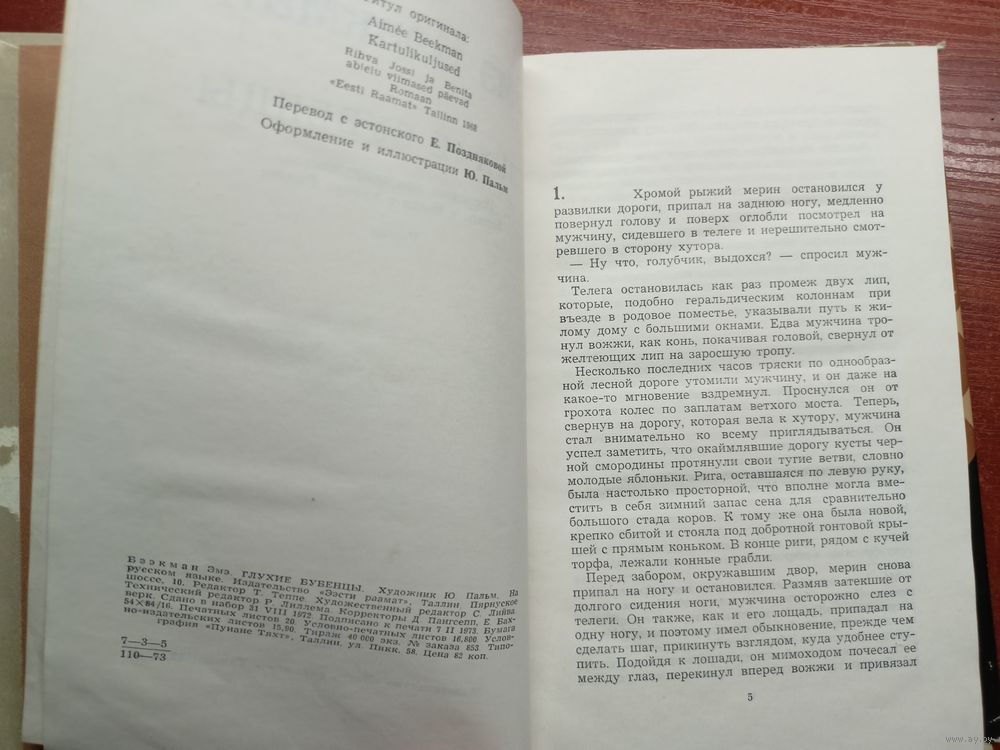 Титул оригинала:
Aimée Beekman
Kartulikuljused
Rihva Jossi ja Benita
abielu viimased päevad
Romaan
«Eesti Raamat» Tallinn 1968
Перевод с эстонского Е. Поздняковой
Оформление и иллюстрации Ю. Пальм
Бээкман Эмэ. ГЛУХИЕ БУБЕНЦЫ. Художник Ю Пальм. На
русском языке. Издательство «Ээсти раамат», Таллин Пярнуское
шоссе, 10. Редактор Т. Теппе Художественный редактор С. Лийва.
Технический редактор Р Лиллема. Корректоры Д Пангсепп, Е Бах-
верк. Сдано в набор 31 VIII 1972. Подписано к печати 7 II 1973. Бумага
54×84/16. Печатных листов 20. Условно-печатных листов 16,800. Услов-
но-издательских листов 15,90. Тираж 40 000 экз. № заказа 853 Типо-
графия «Пунане Тяхт», Таллин, ул. Пикк, 58. Цена 82 коп.
7—3—5
110—73
1. Хромой рыжий мерин остановился у
развилки дороги, припал на заднюю ногу, медленно
повернул голову и поверх оглобли посмотрел на
мужчину, сидевшего в телеге и нерешительно смот-
ревшего в сторону хутора.
— Ну что, голубчик, выдохся? — спросил муж-
чина.
Телега остановилась как раз промеж двух лип,
которые, подобно геральдическим колоннам при
въезде в родовое поместье, указывали путь к жи-
лому дому с большими окнами. Едва мужчина тро-
нул вожжи, как конь, покачивая головой, свернул от
желтеющих лип на заросшую тропу.
Несколько последних часов тряски по однообраз-
ной лесной дороге утомили мужчину, и он даже на
какое-то мгновение вздремнул. Проснулся он от
грохота колес по заплатам ветхого моста. Теперь,
свернув на дорогу, которая вела к хутору, мужчина
стал внимательно ко всему приглядываться. Он
успел заметить, что окаймлявшие дорогу кусты чер-
ной смородины протянули свои тугие ветви, словно
молодые яблоньки. Рига, оставшаяся по левую руку,
была настолько просторной, что вполне могла вме-
стить в себя зимний запас сена для сравнительно
большого стада коров. К тому же она была новой,
крепко сбитой и стояла под добротной гонтовой кры-
шей с прямым коньком. В конце риги, рядом с кучей
торфа, лежали конные грабли.
Перед забором, окружавшим двор, мерин снова
припал на ногу и остановился. Размяв затекшие от
долгого сидения ноги, мужчина осторожно слез с
телеги. Он также, как и его лошадь, припадал на
одну ногу, и поэтому имел обыкновение, прежде чем
сделать шаг, прикинуть взглядом, куда удобнее сту-
пить. Подойдя к лошади, он мимоходом почесал ее
между глаз, перекинул вперед вожжи и привязал
5
www.ay.by